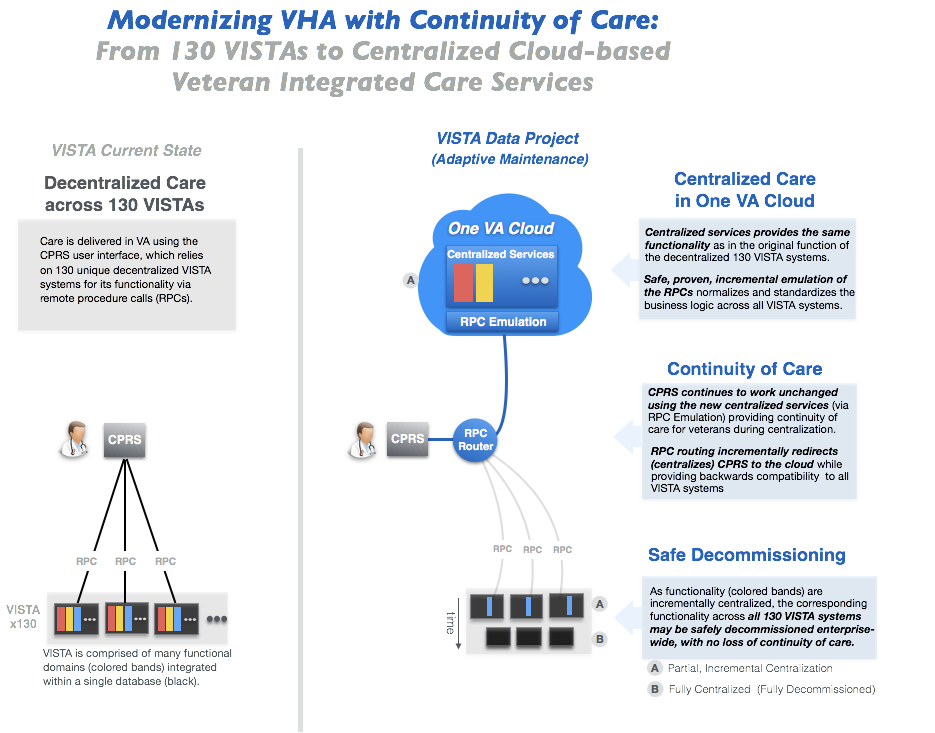 Modernizing VHA with Continuity of Care:
From 130 VISTAs to Centralized Cloud-based
Veteran Integrated Care Services
VISTA Current State
Decentralized Care
across 130 VISTAs
Care is delivered in VA using the
CPRS user interface, which relies
on 130 unique decentralized VISTA
systems for its functionality via
remote procedure calls (RPCs).
CPRS
RPC
RPC
RPC
VISTA
x130
VISTA is comprised of many functional
domains (colored bands) integrated
within a single database (black).
VISTA Data Project
(Adaptive Maintenance)
One VA Cloud
Centralized Services
A
RPC Emulation
CPRS
RPC
Router
RPC
RPC
RPC
time
A
B
Centralized Care
in One VA Cloud
Centralized services provides the same
functionality as in the original function of
the decentralized 130 VISTA systems.
Safe, proven, incremental emulation of
the RPCs normalizes and standardizes the
business logic across all VISTA systems.
Continuity of Care
CPRS continues to work unchanged
using the new centralized services (via
RPC Emulation) providing continuity of
care for veterans during centralization.
RPC routing incrementally redirects
(centralizes) CPRS to the cloud while
providing backwards compatibility to all
VISTA systems
Safe Decommissioning
As functionality (colored bands) are
incrementally centralized, the corresponding
functionality across all 130 VISTA systems
may be safely decommissioned enterprise-
wide, with no loss of continuity of care.
A Partial, Incremental Centralization
B Fully Centralized (Fully Decommissioned)